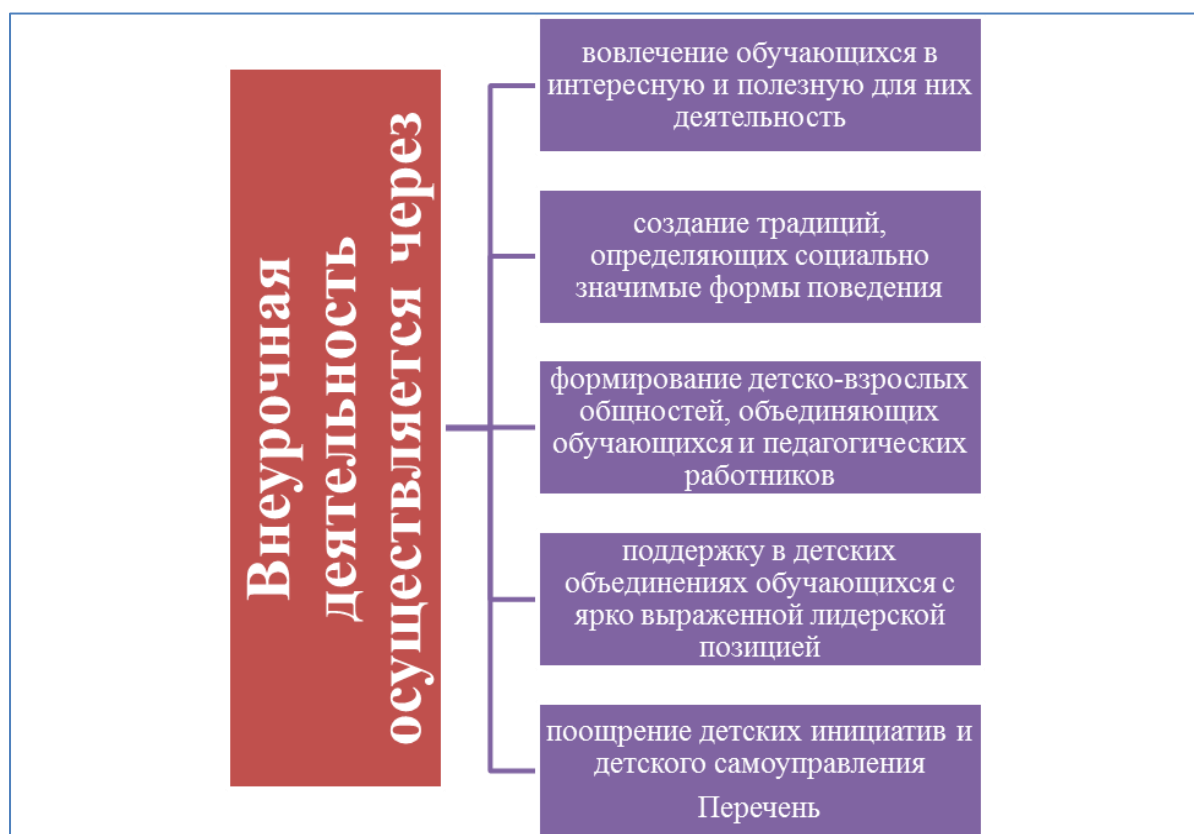 Внеурочная
деятельность
осуществляется через
вовлечение обучающихся в
интересную и полезную для них
деятельность
создание традиций,
определяющих социально
значимые формы поведения
формирование детско-взрослых
общностей, объединяющих
обучающихся и педагогических
работников
поддержку в детских
объединениях обучающихся с
ярко выраженной лидерской
позицией
поощрение детских инициатив и
детского самоуправления
Перечень